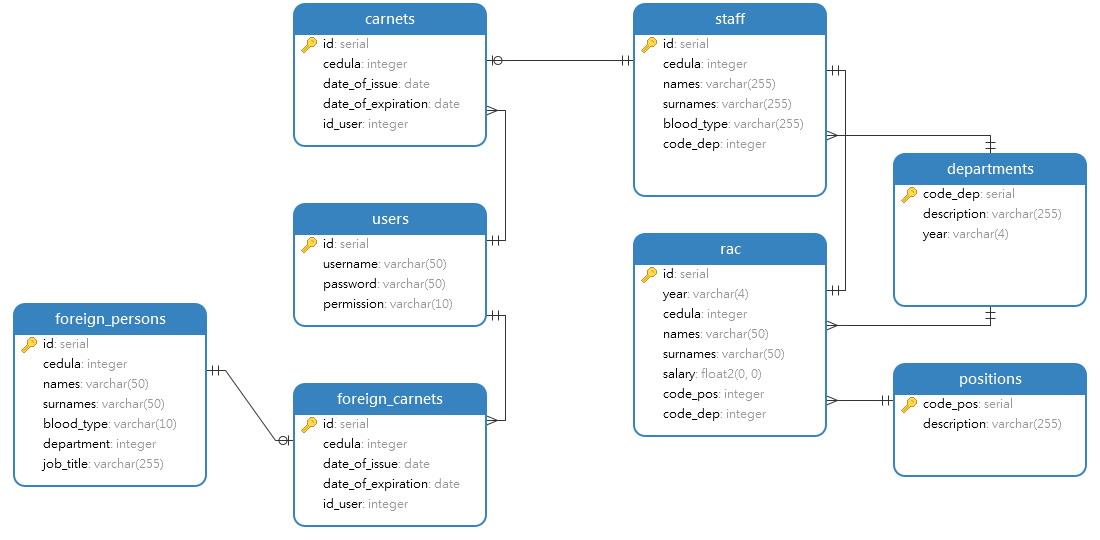 carnets
id: serial
cedula: integer
date_of_issue: date
date_of_expiration: date
id_user: integer
staff
id: serial
cedula: integer
names: varchar(255)
surnames: varchar(255)
blood_type: varchar(255)
code_dep: integer
departments
code_dep: serial
description: varchar(255)
year: varchar(4)
users
id: serial
username: varchar(50)
password: varchar(50)
permission: varchar(10)
rac
id: serial
year: varchar(4)
cedula: integer
names: varchar(50)
surnames: varchar(50)
salary: float2(0, 0)
code_pos: integer
code_dep: integer
foreign_persons
id: serial
cedula: integer
names: varchar(50)
surnames: varchar(50)
blood_type: varchar(10)
department: integer
job_title: varchar(255)
foreign_carnets
id: serial
cedula: integer
date_of_issue: date
date_of_expiration: date
id_user: integer
positions
code_pos: serial
description: varchar(255)